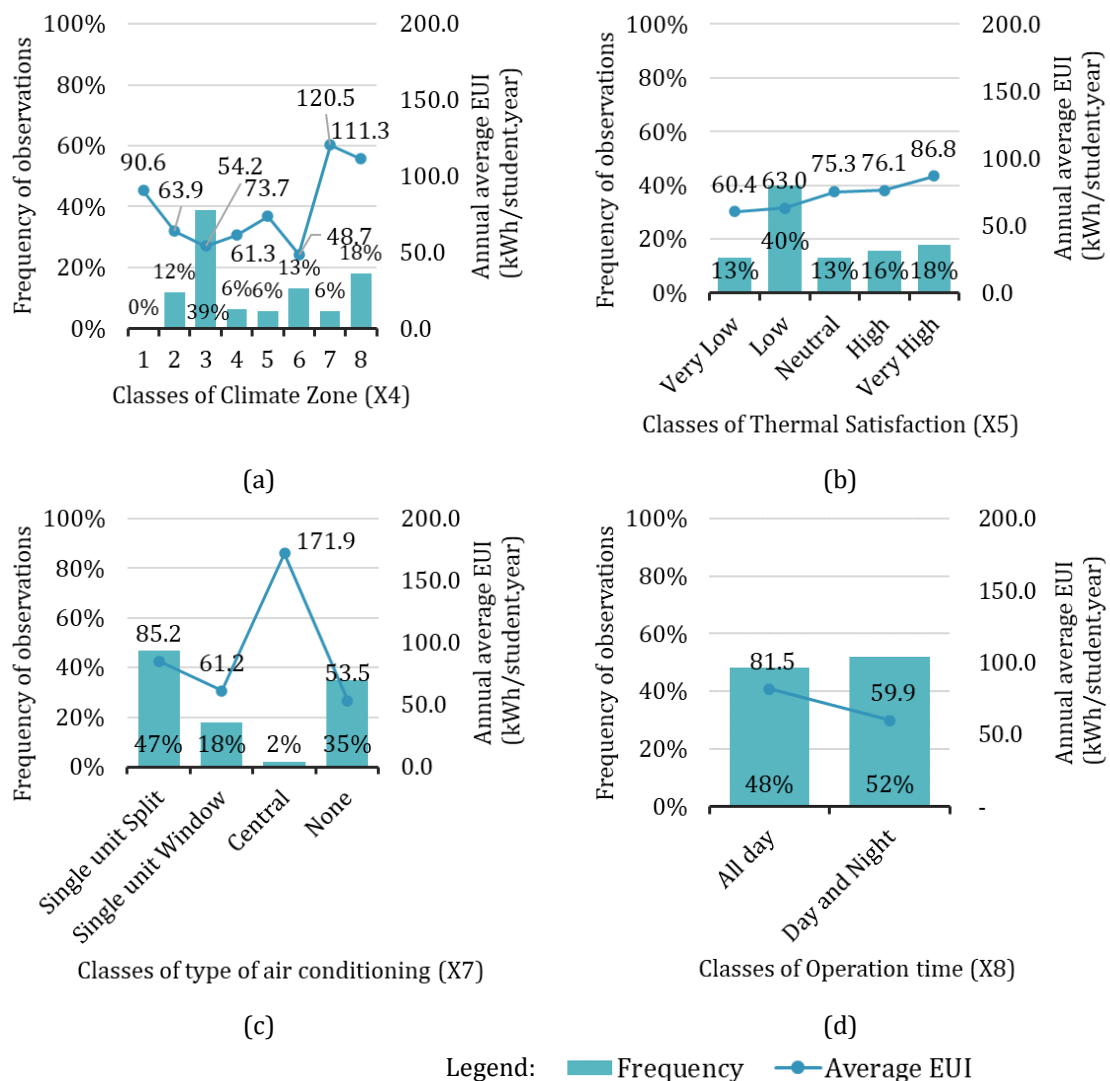 100%
80%
60%
40%
20%
0%
Frequency of observations
90.6
63.9
54.2
61.3
73.7
48.7
120.5
111.3
0%
12%
39%
6%
6%
13%
6%
18%
200.0
150.0
100.0
50.0
0.0
Annual average EUI
(kWh/student.year)
1 2 3 4 5 6 7 8
Classes of Climate Zone (X4)
(a)
100%
80%
60%
40%
20%
0%
Frequency of observations
60.4
63.0
75.3
76.1
86.8
13%
40%
13%
16%
18%
200.0
150.0
100.0
50.0
0.0
Annual average EUI
(kWh/student.year)
Very Low
Low
Neutral
High
Very High
Classes of Thermal Satisfaction (X5)
(b)
100%
80%
60%
40%
20%
0%
Frequency of observations
85.2
61.2
171.9
53.5
47%
18%
2%
35%
200.0
150.0
100.0
50.0
0.0
Annual average EUI
(kWh/student.year)
Single unit Split
Single unit Window
Central
None
Classes of type of air conditioning (X7)
(c)
100%
80%
60%
40%
20%
0%
Frequency of observations
81.5
59.9
48%
52%
200.0
150.0
100.0
50.0
-
Annual average EUI
(kWh/student.year)
All day
Day and Night
Classes of Operation time (X8)
(d)
Legend: Frequency Average EUI